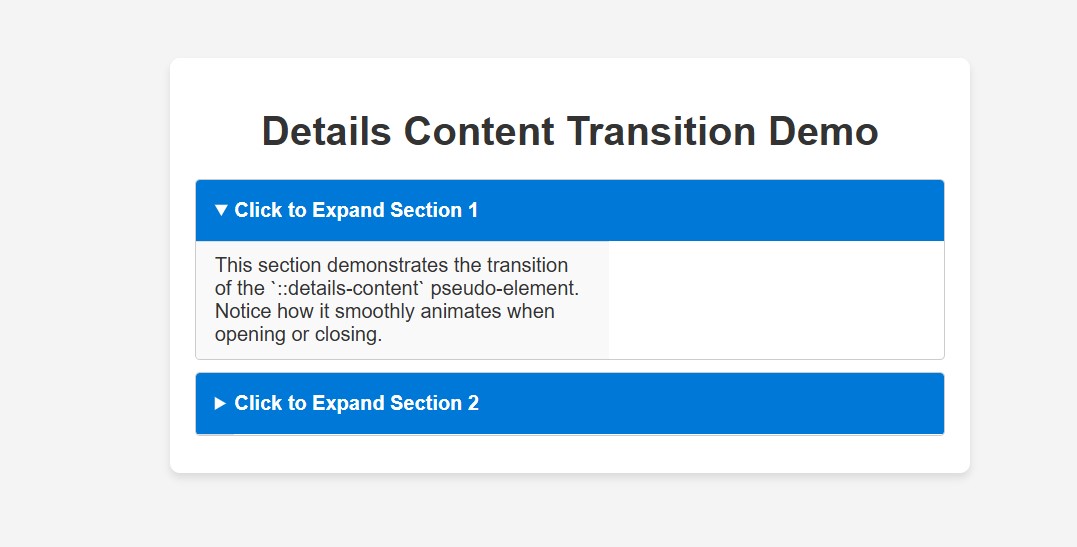 Details Content Transition Demo
Click to Expand Section 1
This section demonstrates the transition
of the `::details-content` pseudo-element.
Notice how it smoothly animates when
opening or closing.
Click to Expand Section 2